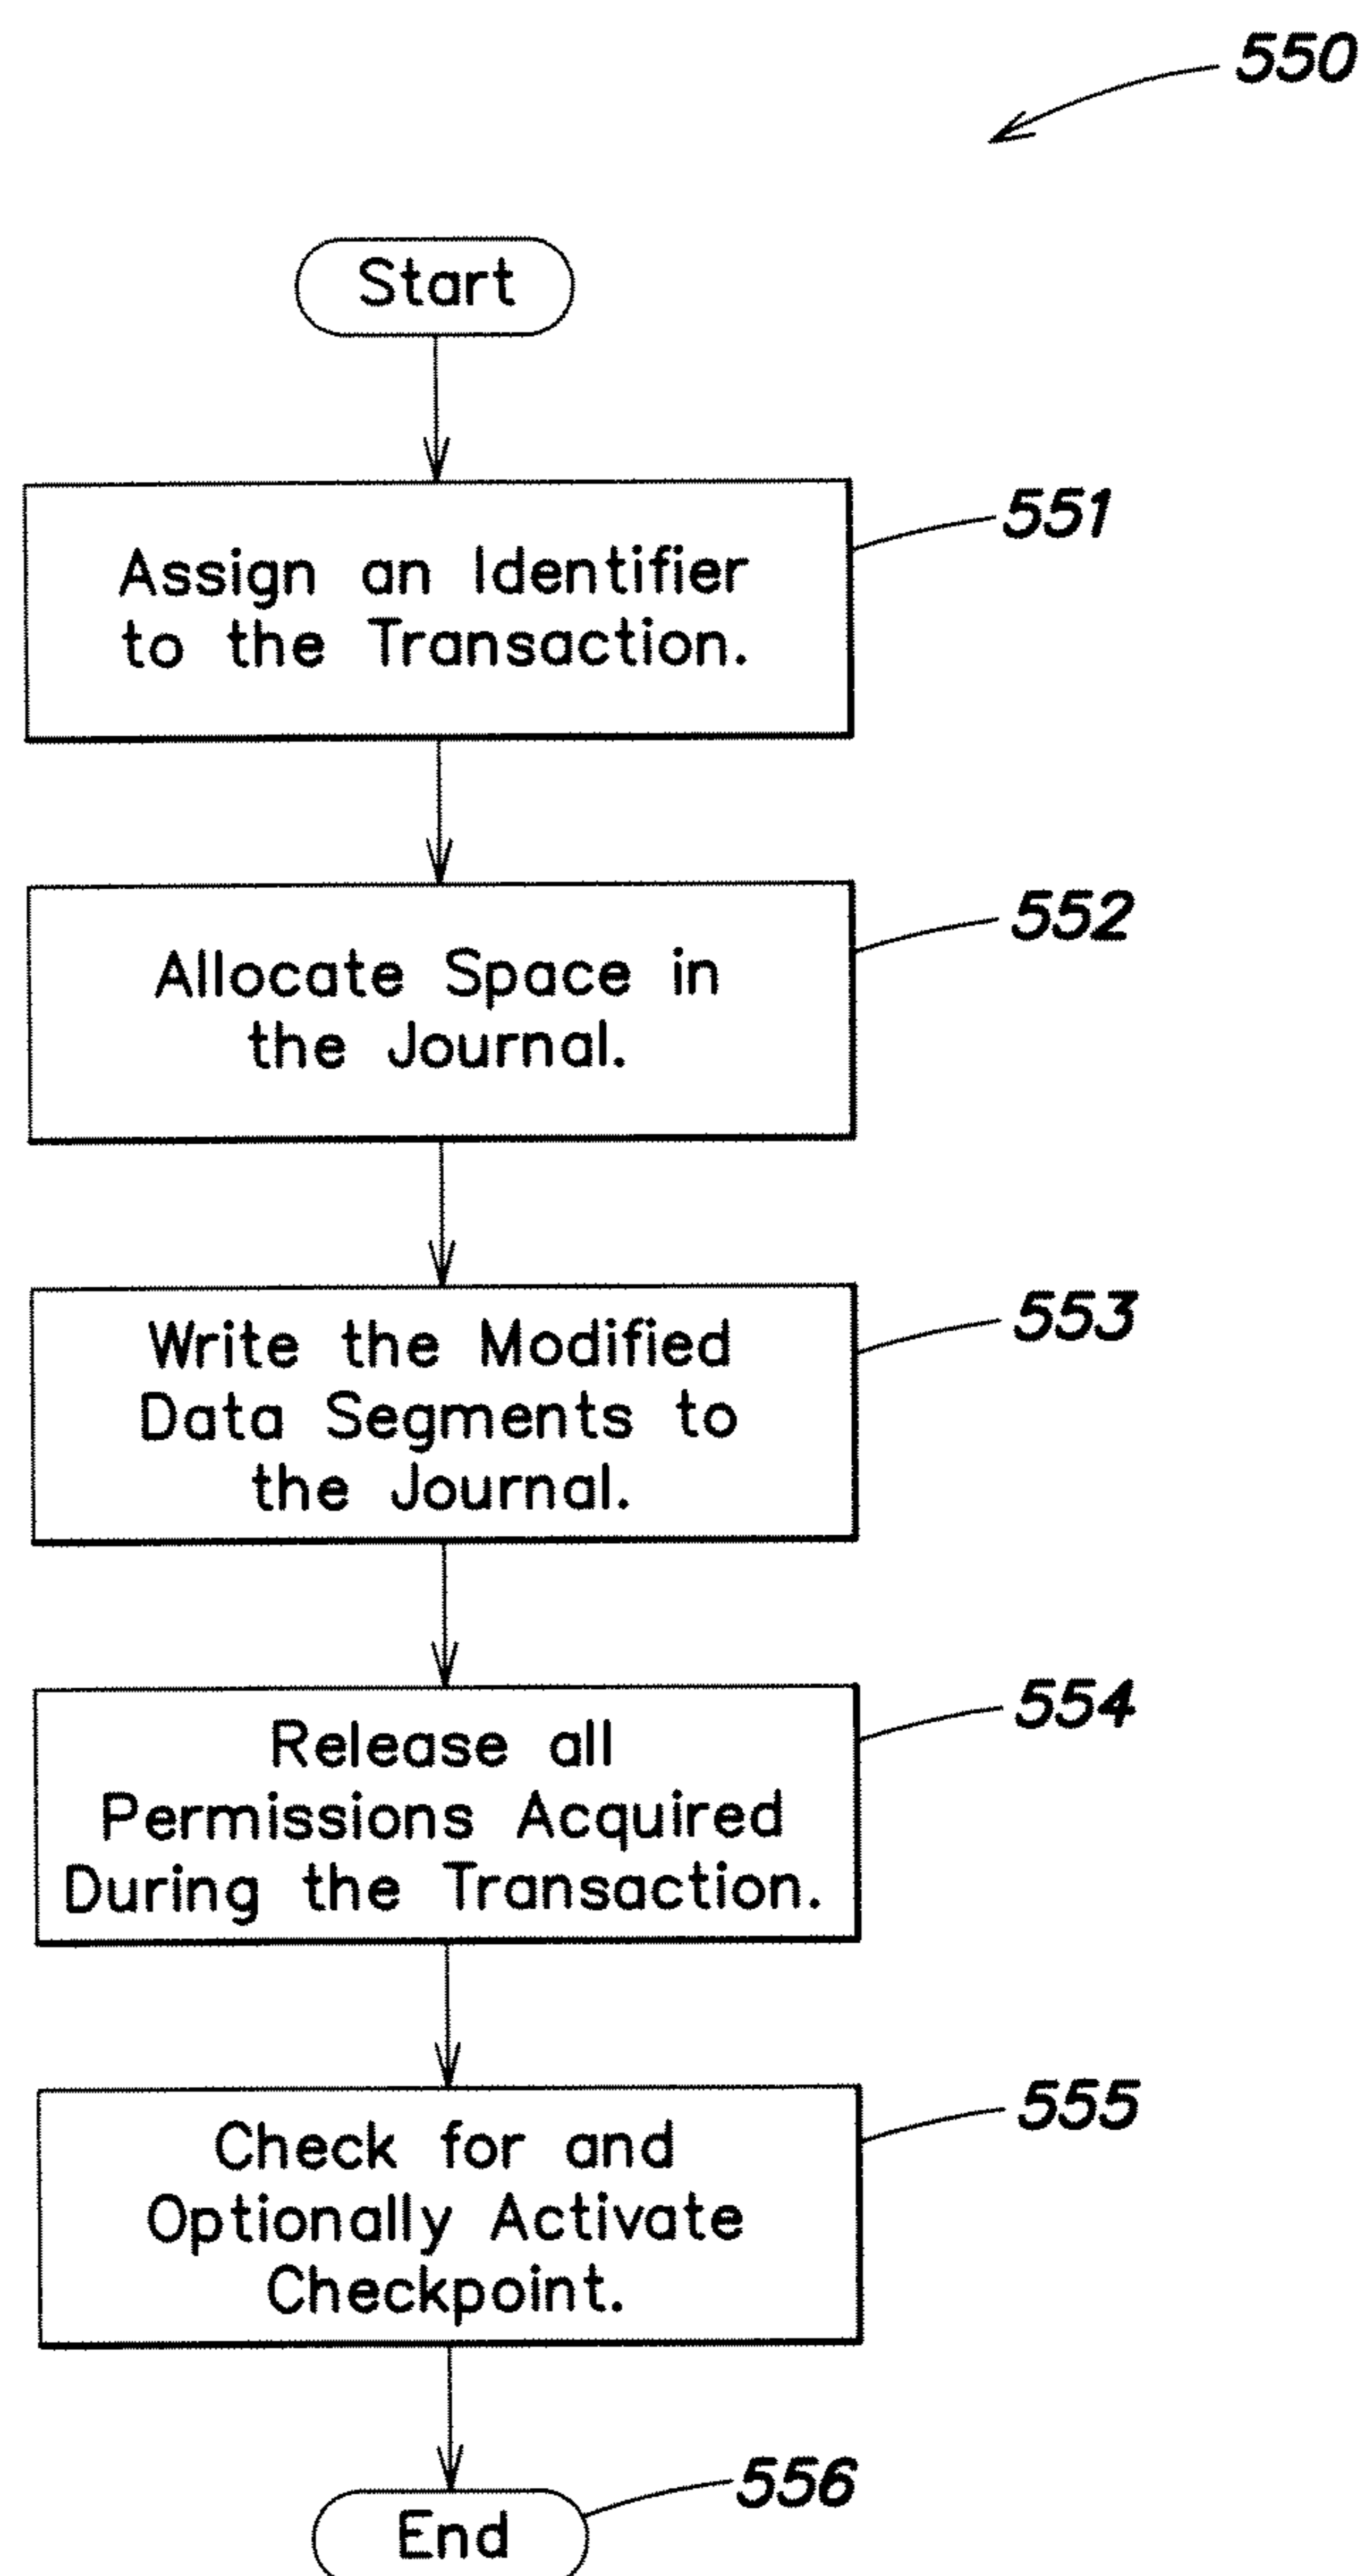 550
Start
551
Assign an Identifier
to the Transaction.
552
Allocate Space in
the Journal.
553
Write the Modified
Data Segments to
the Journal.
554
Release all
Permissions Acquired
During the Transaction.
555
Check for and
Optionally Activate
Checkpoint.
556
End